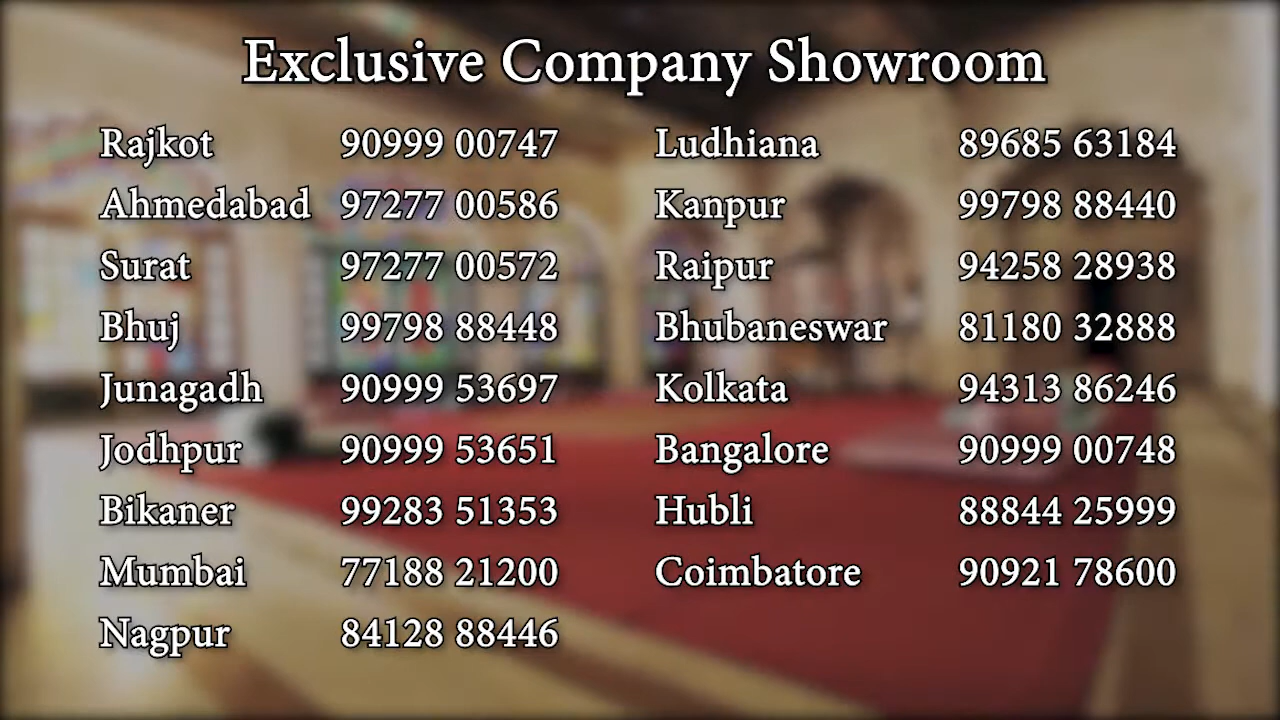 Exclusive Company Showroom
Rajkot 90999 00747
Ahmedabad 97277 00586
Surat 97277 00572
Bhuj 99798 88448
Junagadh 90999 53697
Jodhpur 90999 53651
Bikaner 99283 51353
Mumbai 77188 21200
Nagpur 84128 88446
Ludhiana 89685 63184
Kanpur 99798 88440
Raipur 94258 28938
Bhubaneswar 81180 32888
Kolkata 94313 86246
Bangalore 90999 00748
Hubli 88844 25999
Coimbatore 90921 78600